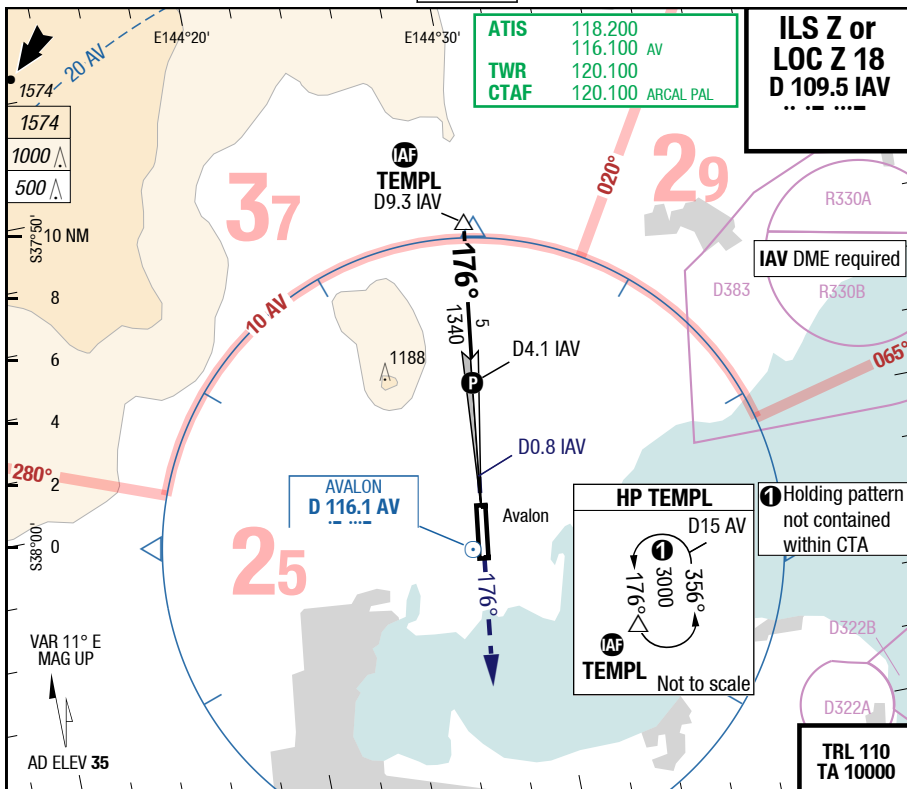 ILS Z or
LOC Z 18
D 109.5 IAV
ATIS 118.200
116.100 AV
TWR 120.100
CTAF 120.100 ARCAL PAL
E144°20'
E144°30'
20 AV
1574
1574
1000
500
S37°50'
10 NM
8
6
4
2
0
S38°00'
IAF
TEMPL
D9.3 IAV
37
29
25
020°
065°
280°
10 AV
R330A
R330B
D383
IAV DME required
176°
5
1340
1188
P
D4.1 IAV
D0.8 IAV
AVALON
D 116.1 AV
Avalon
176°
HP TEMPL
D15 AV
1
176°
3000
356°
IAF
TEMPL
Not to scale
1 Holding pattern
not contained
within CTA
D322B
D322A
VAR 11° E
MAG UP
AD ELEV 35
TRL 110
TA 10000